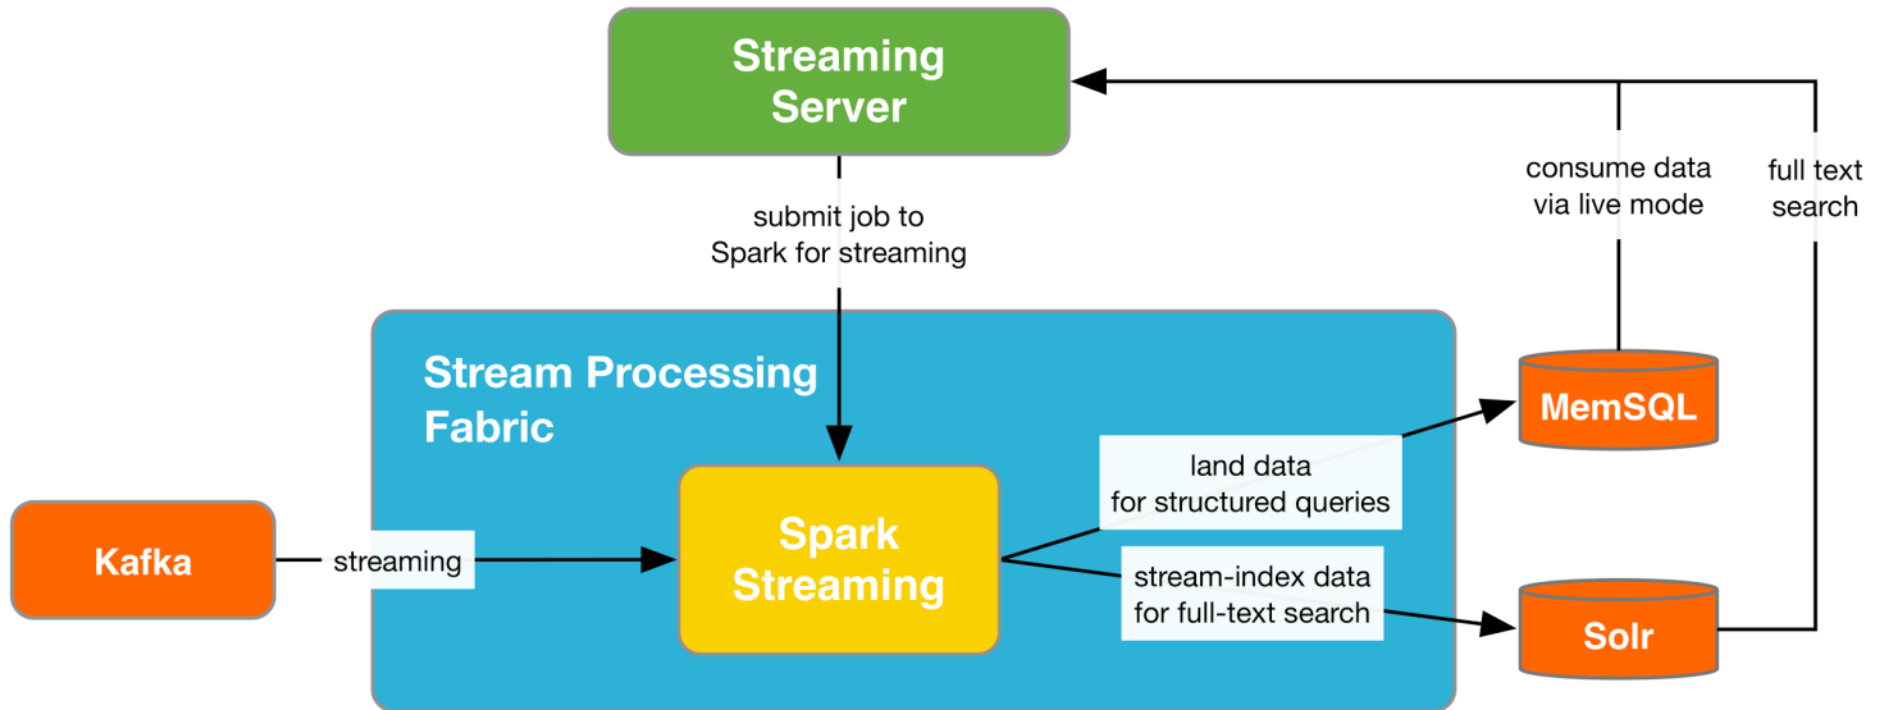 Streaming
Server
submit job to
Spark for streaming
consume data
via live mode
full text
search
Stream Processing
Fabric
Kafka
streaming
Spark
Streaming
land data
for structured queries
stream-index data
for full-text search
MemSQL
Solr